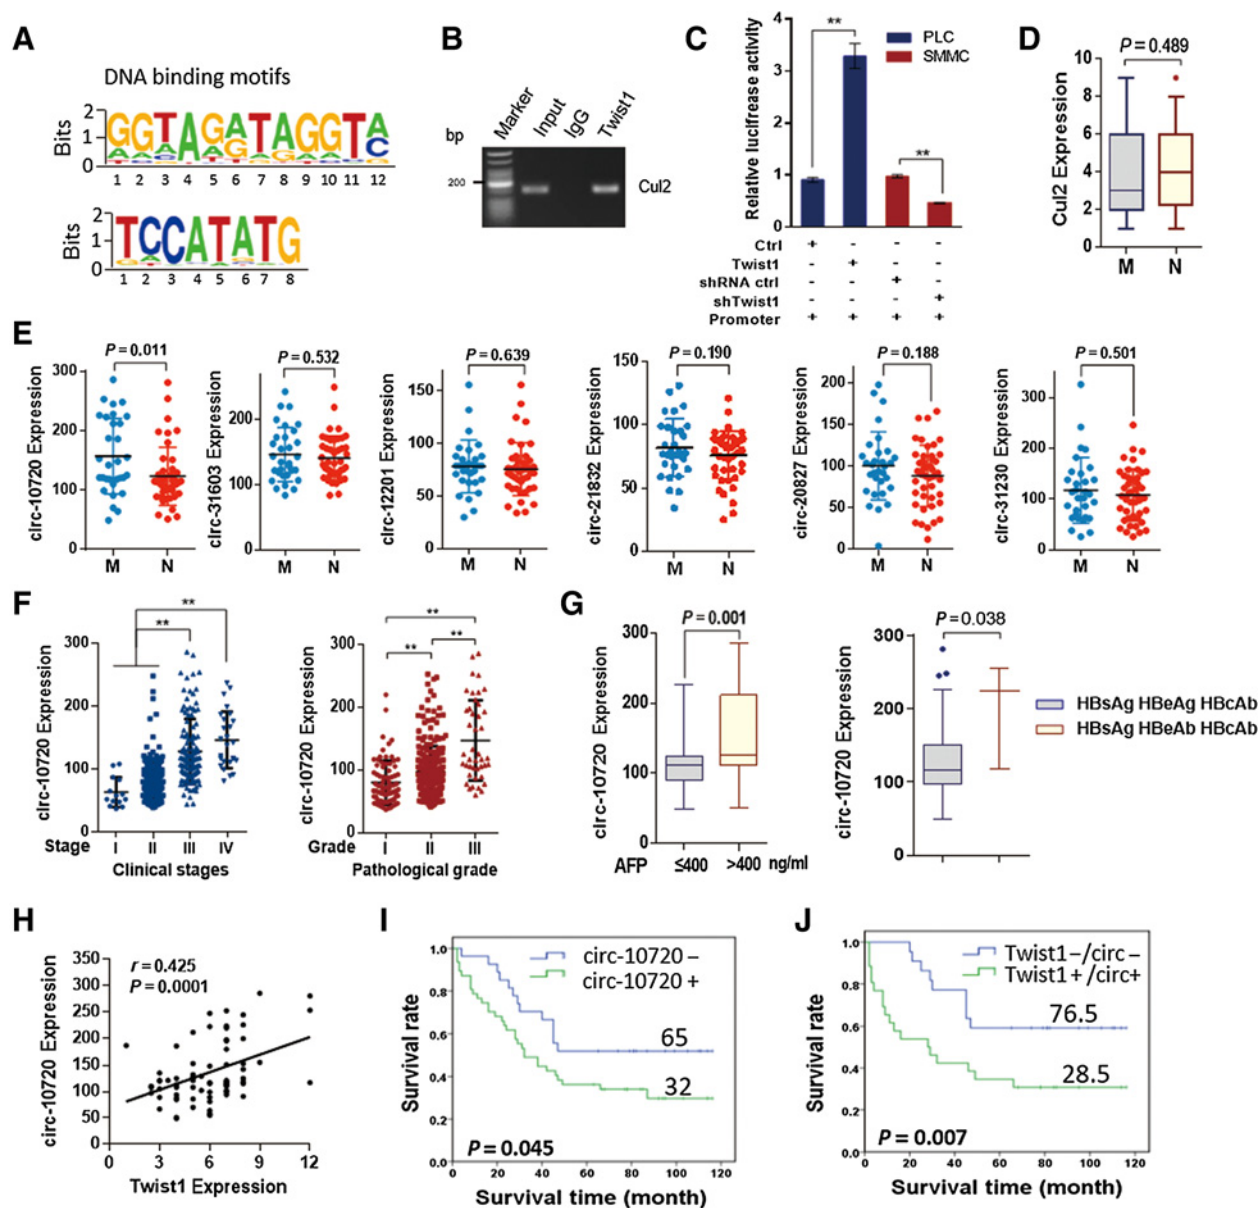 A
DNA binding motifs
Bits
2
1
0
GGTAGATAGGTA
1 2 3 4 5 6 7 8 9 10 11 12
Bits
2
1
0
TCCATATG
1 2 3 4 5 6 7 8
B
bp
Marker
Input
IgG
Twist1
200
Cul2
C
Relative luciferase activity
4
3
2
1
0
**
**
PLC
SMMC
Ctrl + - - -
Twist1 - + - -
shRNA ctrl - - + -
shTwist1 - - - +
Promoter + + + +
D
P = 0.489
Cul2 Expression
10
8
6
4
2
0
M N
E
P = 0.011
circ-10720 Expression
300
200
100
0
M N
P = 0.532
circ-31603 Expression
200
100
0
M N
P = 0.639
circ-12201 Expression
150
100
50
0
M N
P = 0.190
circ-21832 Expression
150
100
50
0
M N
P = 0.188
circ-20827 Expression
200
150
100
50
0
M N
P = 0.501
circ-31230 Expression
300
200
100
0
M N
F
**
**
circ-10720 Expression
300
200
100
0
Stage I II III IV
Clinical stages
**
**
**
circ-10720 Expression
300
200
100
0
Grade I II III
Pathological grade
G
P = 0.001
circ-10720 Expression
300
200
100
0
AFP ≤400 >400 ng/ml
P = 0.038
circ-10720 Expression
300
200
100
0
HBsAg HBeAg HBcAb
HBsAg HBeAb HBcAb
H
r = 0.425
P = 0.0001
circ-10720 Expression
350
300
250
200
150
100
50
0
0 3 6 9 12
Twist1 Expression
I
circ-10720 –
circ-10720 +
65
32
P = 0.045
Survival rate
1.0
0.8
0.6
0.4
0.2
0.0
0 20 40 60 80 100 120
Survival time (month)
J
Twist1 –/circ –
Twist1 +/circ+
76.5
28.5
P = 0.007
Survival rate
1.0
0.8
0.6
0.4
0.2
0.0
0 20 40 60 80 100 120
Survival time (month)